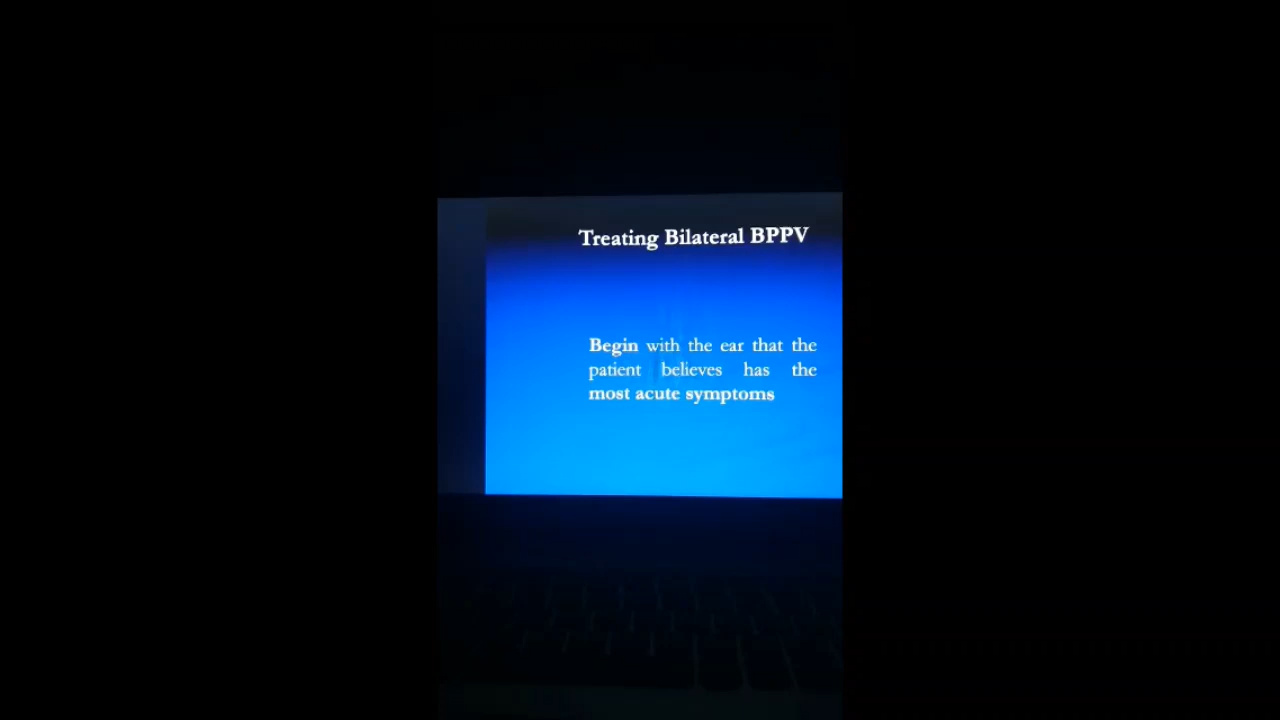 Treating Bilateral BPPV
Begin with the ear that the
patient believes has the
most acute symptoms